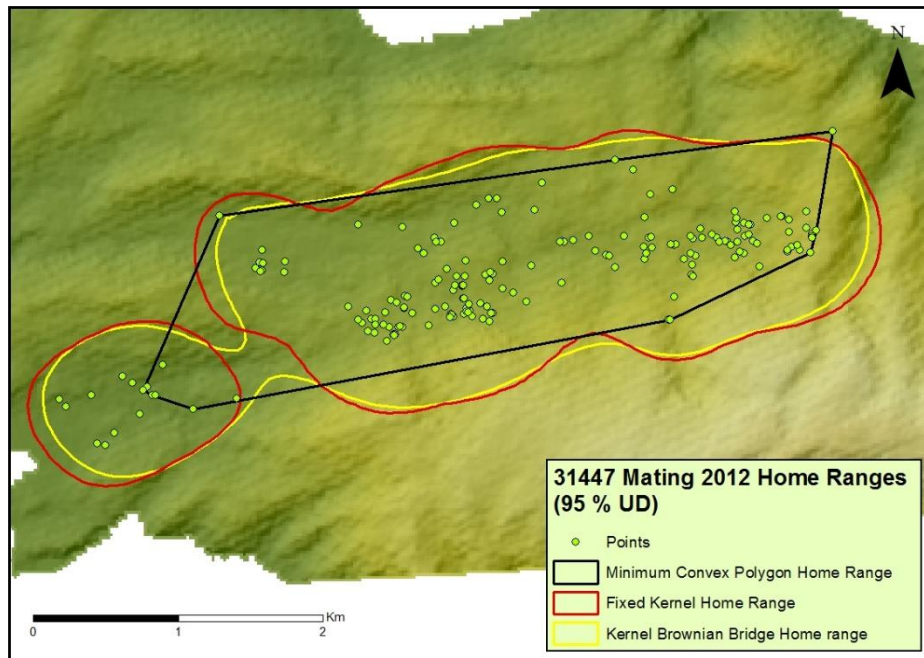 N
31447 Mating 2012 Home Ranges
(95 % UD)
Points
Minimum Convex Polygon Home Range
Fixed Kernel Home Range
Kernel Brownian Bridge Home range
Km
0 1 2